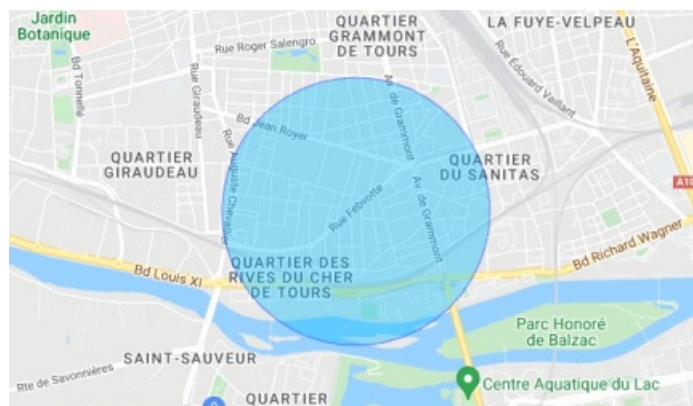 Jardin
Botanique
QUARTIER
GRAMMONT
DE TOURS
LA FUYE-VELPEAU
Rue Roger Salengro
Bd Tonnellé
Rue Giraudeau
Rue Édouard Vaillant
L'Aquitaine
Av. de Grammont
Bd Jean Royer
Rue Auguste Chevallier
QUARTIER
GIRAUDEAU
QUARTIER
DU SANITAS
A10
Rue Febvotte
Av. de Grammont
QUARTIER DES
RIVES DU CHER
DE TOURS
Bd Louis XI
Bd Richard Wagner
Parc Honoré
de Balzac
SAINT-SAUVEUR
Rte de Savonnières
Centre Aquatique du Lac
QUARTIER